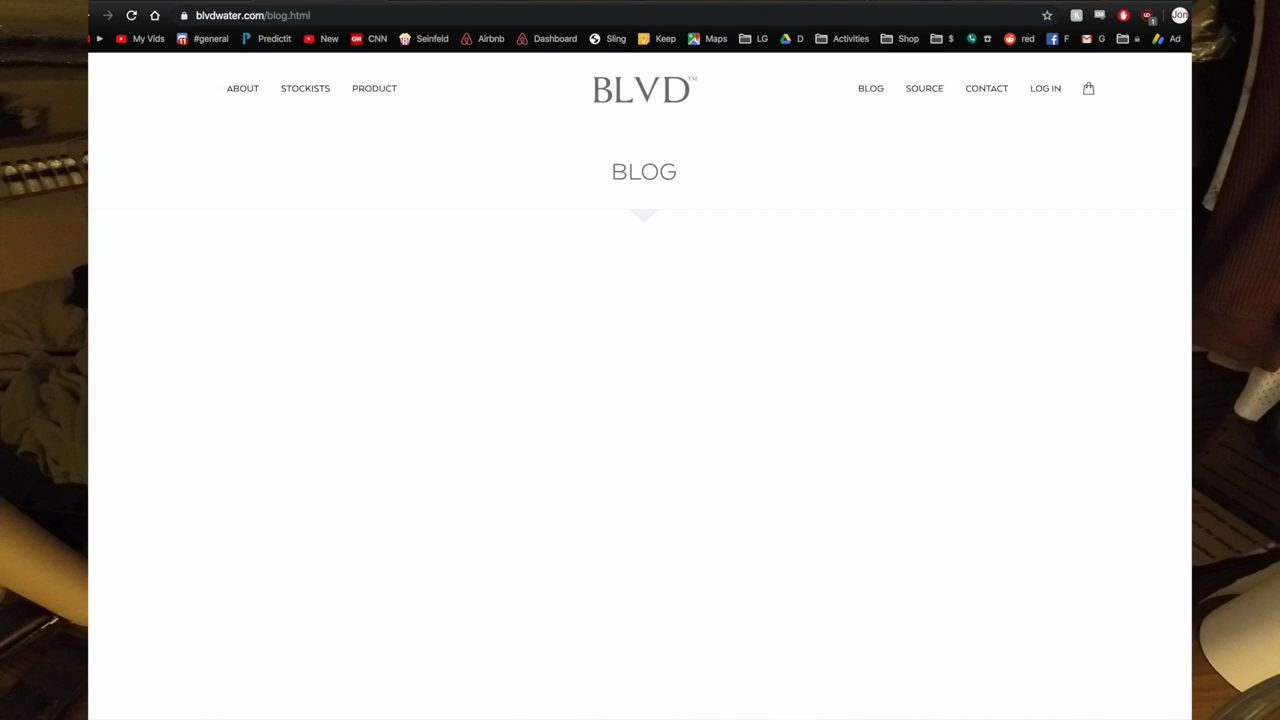 blvdwater.com/blog.html
My Vids #general Predictit New CNN Seinfeld Airbnb Dashboard Sling Keep Maps LG D Activities Shop $ red F G Ad
ABOUT STOCKISTS PRODUCT BLVD™ BLOG SOURCE CONTACT LOG IN
BLOG